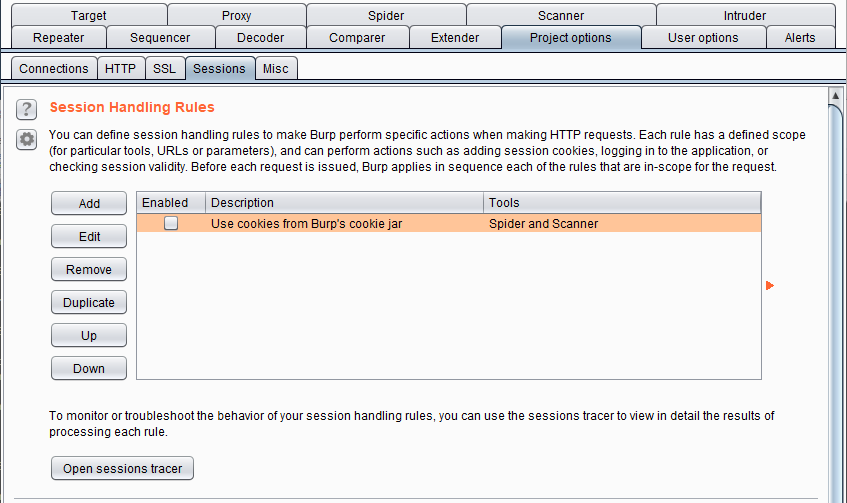 Target Proxy Spider Scanner Intruder
Repeater Sequencer Decoder Comparer Extender Project options User options Alerts
Connections HTTP SSL Sessions Misc
? Session Handling Rules
You can define session handling rules to make Burp perform specific actions when making HTTP requests. Each rule has a defined scope
(for particular tools, URLs or parameters), and can perform actions such as adding session cookies, logging in to the application, or
checking session validity. Before each request is issued, Burp applies in sequence each of the rules that are in-scope for the request.
Add
Edit
Remove
Duplicate
Up
Down
Enabled Description Tools
Use cookies from Burp's cookie jar Spider and Scanner
To monitor or troubleshoot the behavior of your session handling rules, you can use the sessions tracer to view in detail the results of
processing each rule.
Open sessions tracer